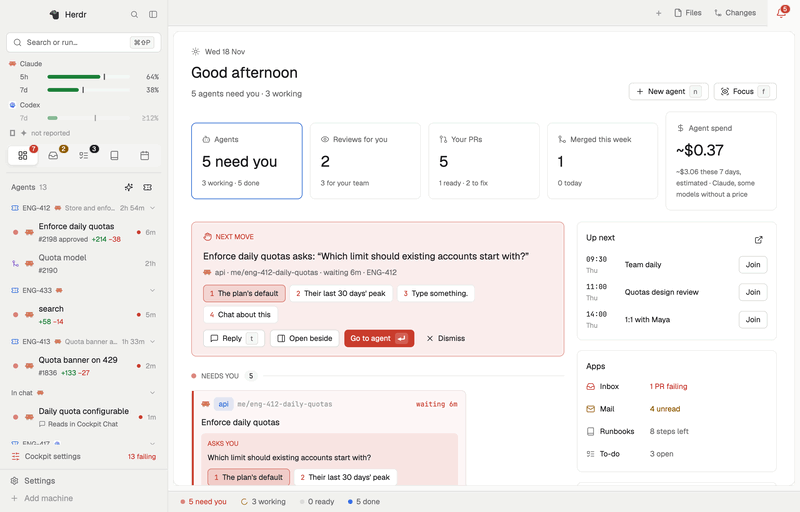 Herdr
Search or run...
⌘⇧P
Claude
5h 64%
7d 38%
Codex
7d ≥12%
not reported
7 2 3
Agents 13
ENG-412 Store and enfo... 2h 54m
Enforce daily quotas 6m
#2198 approved +214 −38
Quota model 21h
#2190
ENG-433
search 5m
+58 −14
ENG-413 Quota banner a... 1h 33m
Quota banner on 429 2m
#1836 +133 −27
In chat
Daily quota configurable 1m
Reads in Cockpit Chat
ENG-417
Cockpit settings 13 failing
Settings
Add machine
Files
Changes
5
Wed 18 Nov
Good afternoon
5 agents need you · 3 working
New agent n
Focus f
Agents
5 need you
3 working · 5 done
Reviews for you
2
3 for your team
Your PRs
5
1 ready · 2 to fix
Merged this week
1
0 today
Agent spend
~$0.37
~$3.06 these 7 days,
estimated · Claude, some
models without a price
NEXT MOVE
Enforce daily quotas asks: “Which limit should existing accounts start with?”
api · me/eng-412-daily-quotas · waiting 6m · ENG-412
1 The plan's default
2 Their last 30 days' peak
3 Type something.
4 Chat about this
Reply t
Open beside
Go to agent
Dismiss
NEEDS YOU 5
api me/eng-412-daily-quotas waiting 6m
Enforce daily quotas
ASKS YOU
Which limit should existing accounts start with?
1 The plan's default
2 Their last 30 days' peak
Up next
09:30
Thu
Team daily
Join
11:00
Thu
Quotas design review
Join
14:00
Thu
1:1 with Maya
Join
Apps
Inbox 1 PR failing
Mail 4 unread
Runbooks 8 steps left
To-do 3 open
5 need you
3 working
0 ready
5 done